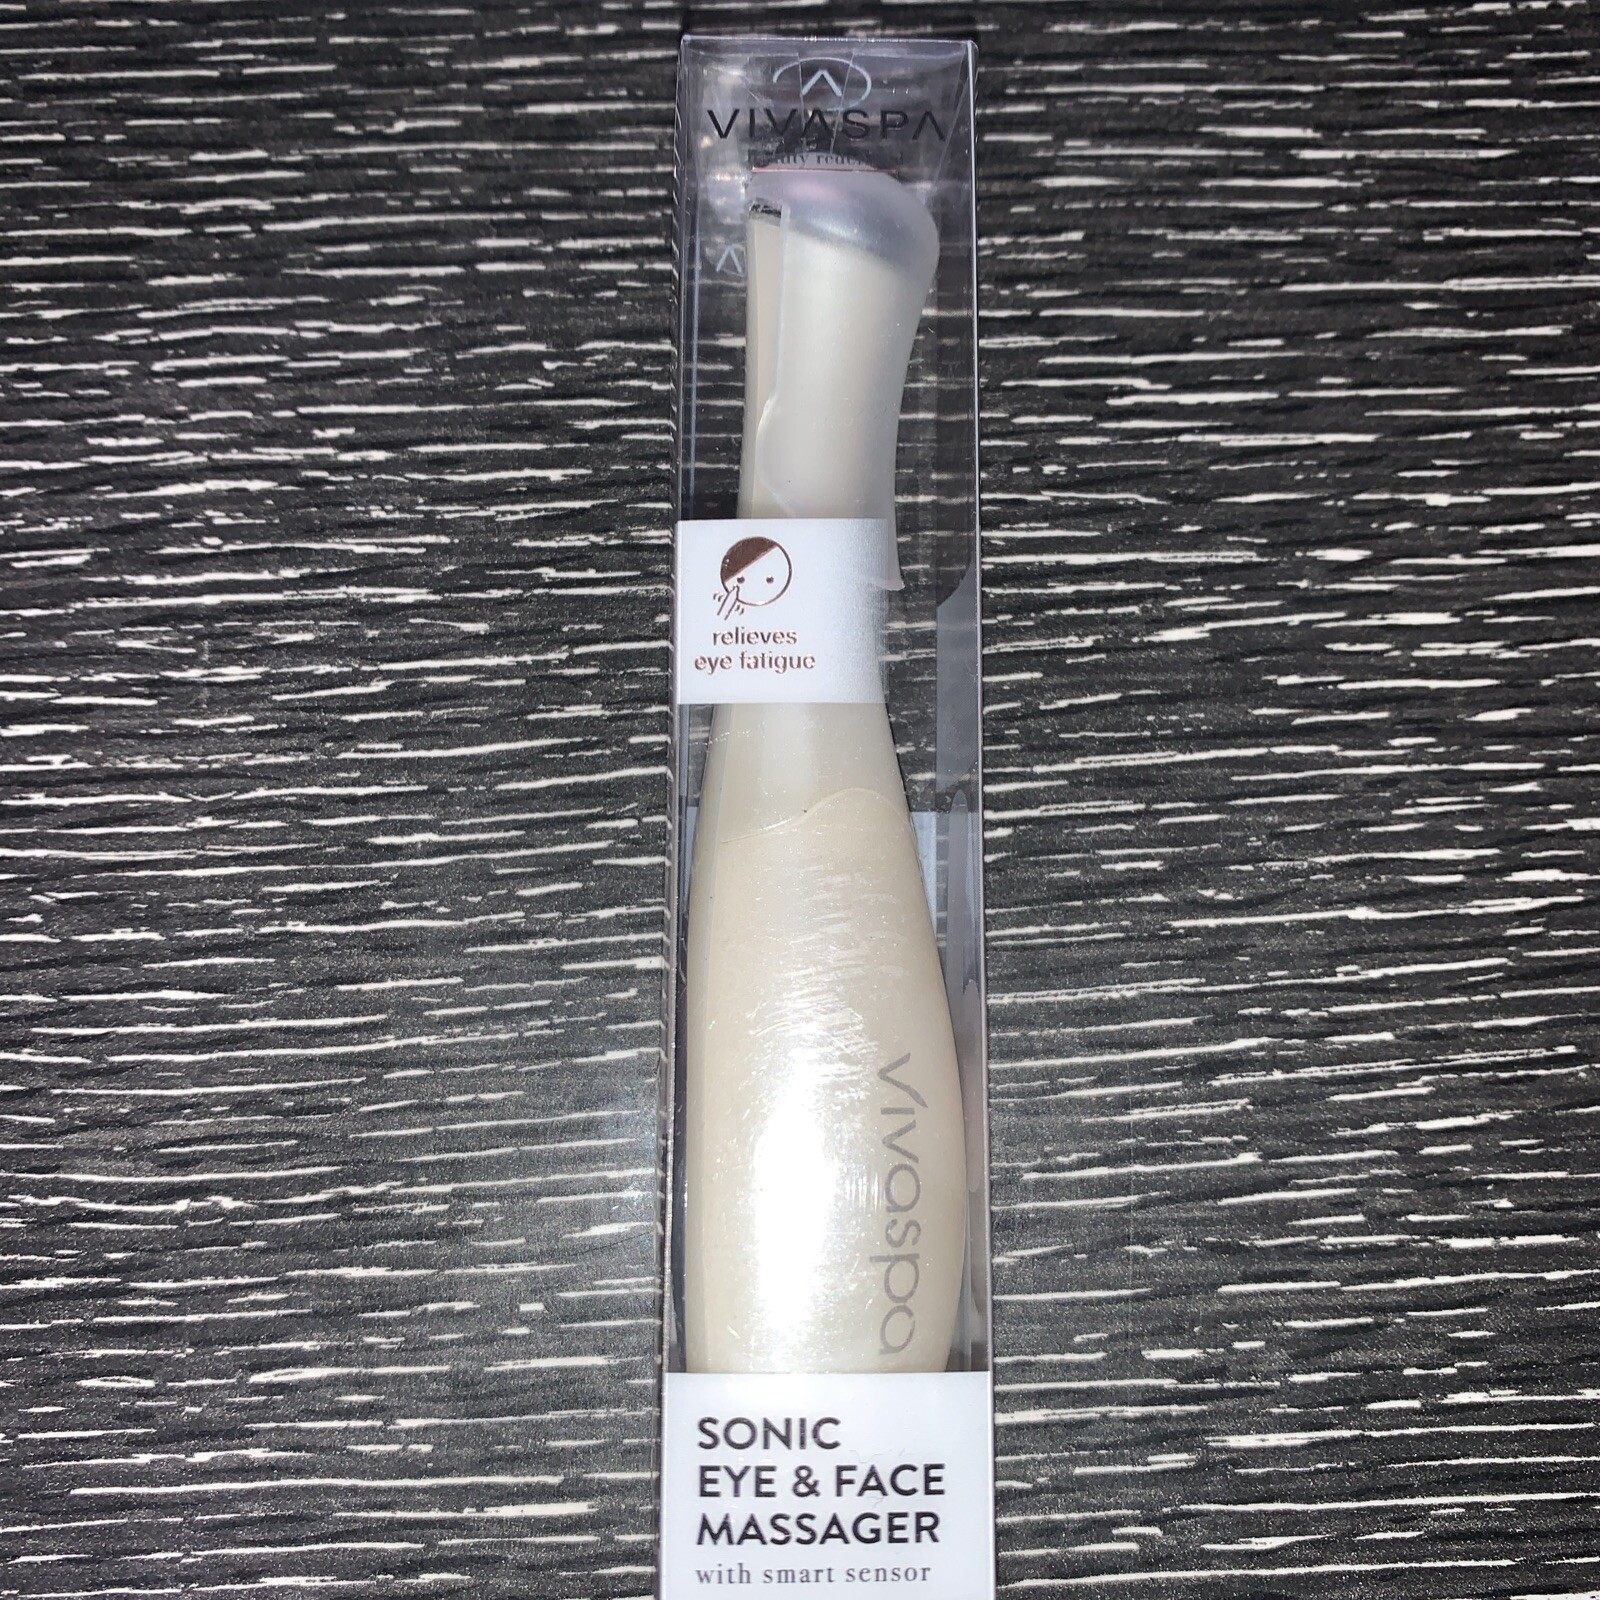 VIVASPA
relieves
eye fatigue
vivaspa
SONIC
EYE & FACE
MASSAGER
with smart sensor